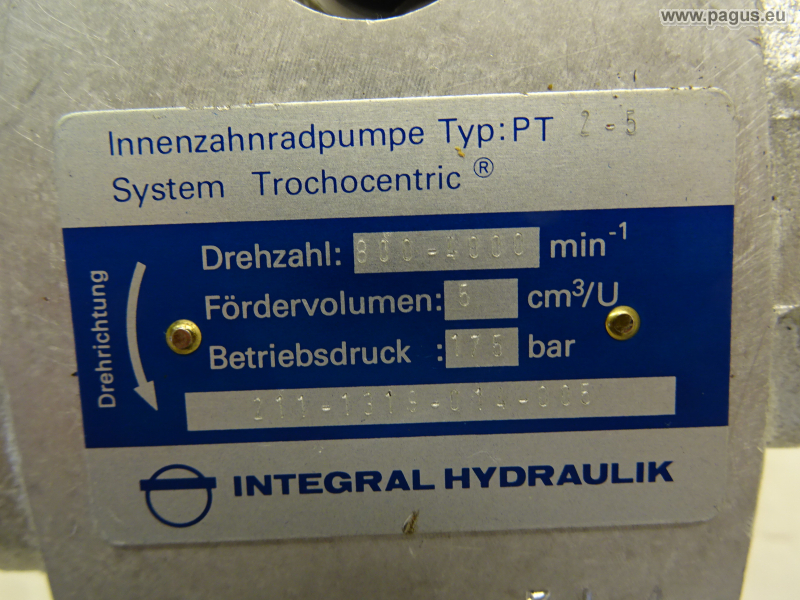 www.pagus.eu
Innenzahnradpumpe Typ: PT 2-5
System Trochocentric ®
Drehzahl: 800-4000 min⁻¹
Fördervolumen: 5 cm³/U
Betriebsdruck : 175 bar
Drehrichtung
INTEGRAL HYDRAULIK